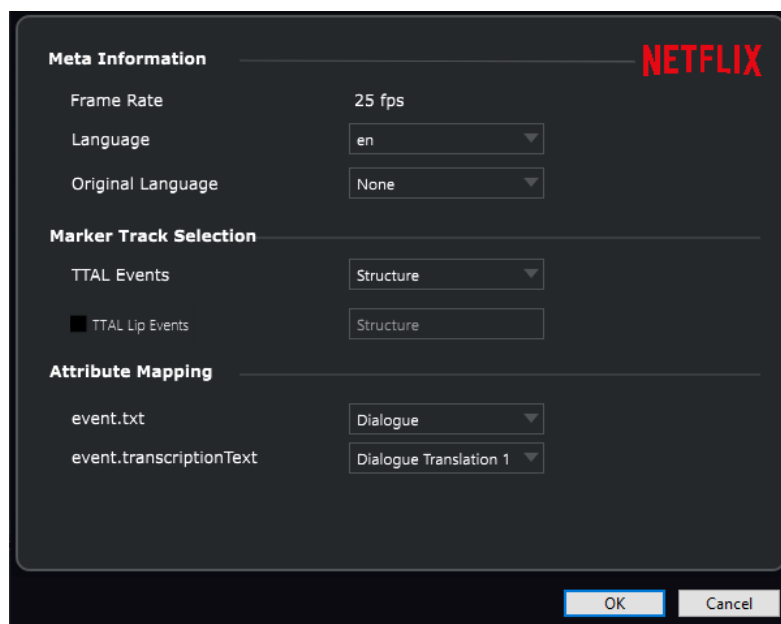 Meta Information
NETFLIX
Frame Rate 25 fps
Language en
Original Language None
Marker Track Selection
TTAL Events Structure
TTAL Lip Events Structure
Attribute Mapping
event.txt Dialogue
event.transcriptionText Dialogue Translation 1
OK Cancel